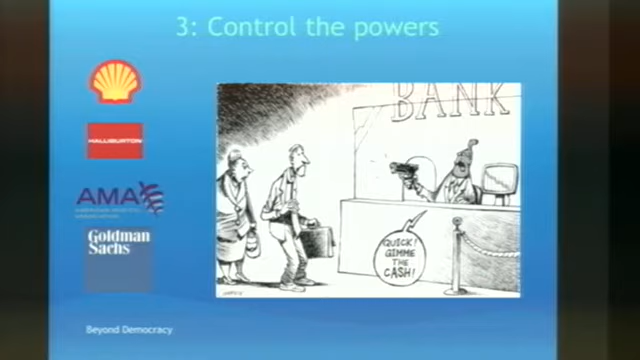 3: Control the powers
HALLIBURTON
AMA
Goldman
Sachs
BANK
QUICK!
GIMME
THE
CASH!
Beyond Democracy